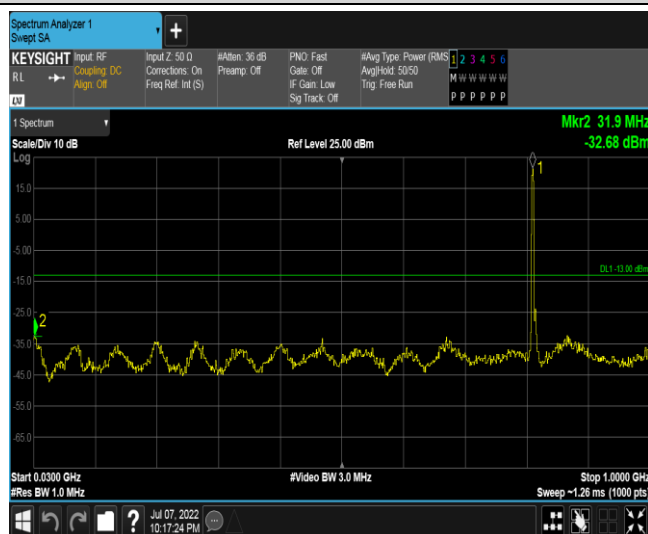 Spectrum Analyzer 1
Swept SA
+
KEYSIGHT
RL
LXI
Input: RF
Coupling: DC
Align: Off
Input Z: 50 Ω
Corrections: On
Freq Ref: Int (S)
#Atten: 36 dB
Preamp: Off
PNO: Fast
Gate: Off
IF Gain: Low
Sig Track: Off
#Avg Type: Power (RMS
Avg|Hold: 50/50
Trig: Free Run
1 2 3 4 5 6
M W W W W W
P P P P P P
1 Spectrum
Mkr2 31.9 MHz
Scale/Div 10 dB
Ref Level 25.00 dBm
-32.68 dBm
Log
1
15.0
5.00
-5.00
DL1 -13.00 dBm
-15.0
-25.0
2
-35.0
-45.0
-55.0
-65.0
Start 0.0300 GHz
#Video BW 3.0 MHz
Stop 1.0000 GHz
#Res BW 1.0 MHz
Sweep ~1.26 ms (1000 pts)
?
Jul 07, 2022
10:17:24 PM